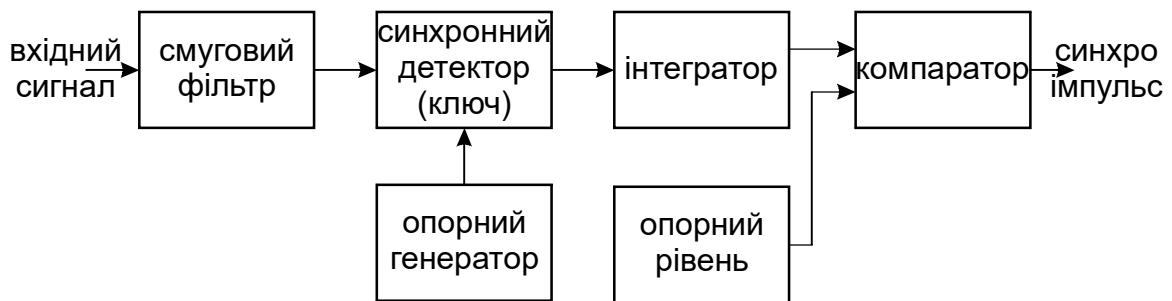 вхідний
сигнал
смуговий
фільтр
синхронний
детектор
(ключ)
інтегратор
компаратор
синхро
імпульс
опорний
генератор
опорний
рівень